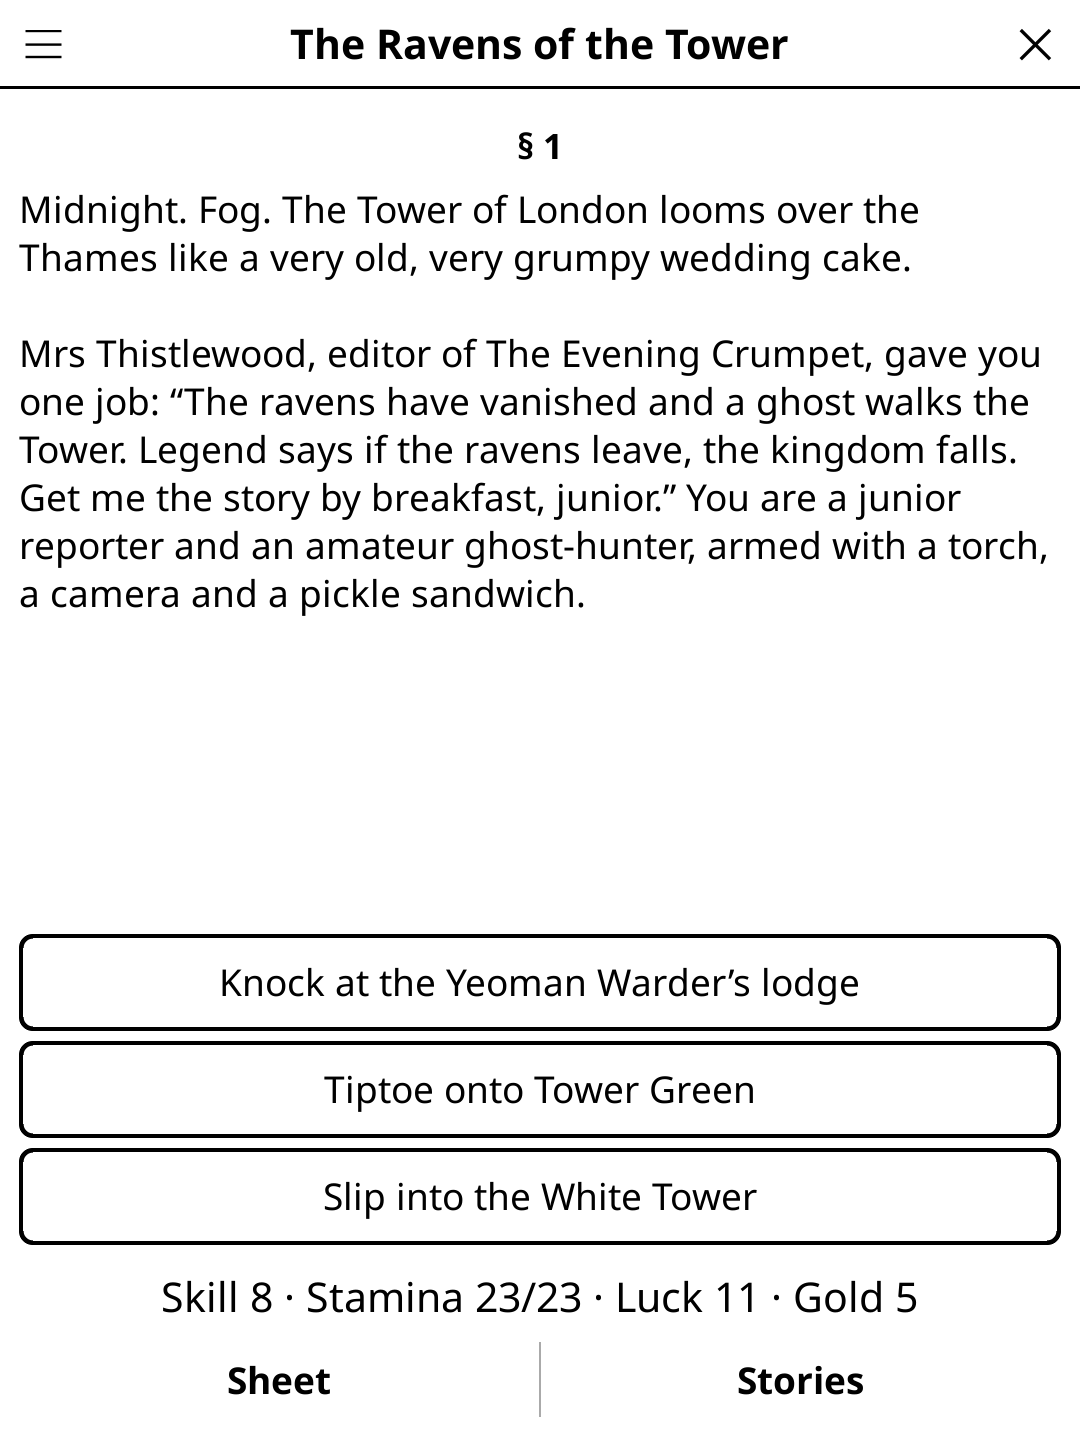 The Ravens of the Tower
§ 1
Midnight. Fog. The Tower of London looms over the
Thames like a very old, very grumpy wedding cake.
Mrs Thistlewood, editor of The Evening Crumpet, gave you
one job: “The ravens have vanished and a ghost walks the
Tower. Legend says if the ravens leave, the kingdom falls.
Get me the story by breakfast, junior.” You are a junior
reporter and an amateur ghost-hunter, armed with a torch,
a camera and a pickle sandwich.
Knock at the Yeoman Warder’s lodge
Tiptoe onto Tower Green
Slip into the White Tower
Skill 8 · Stamina 23/23 · Luck 11 · Gold 5
Sheet
Stories